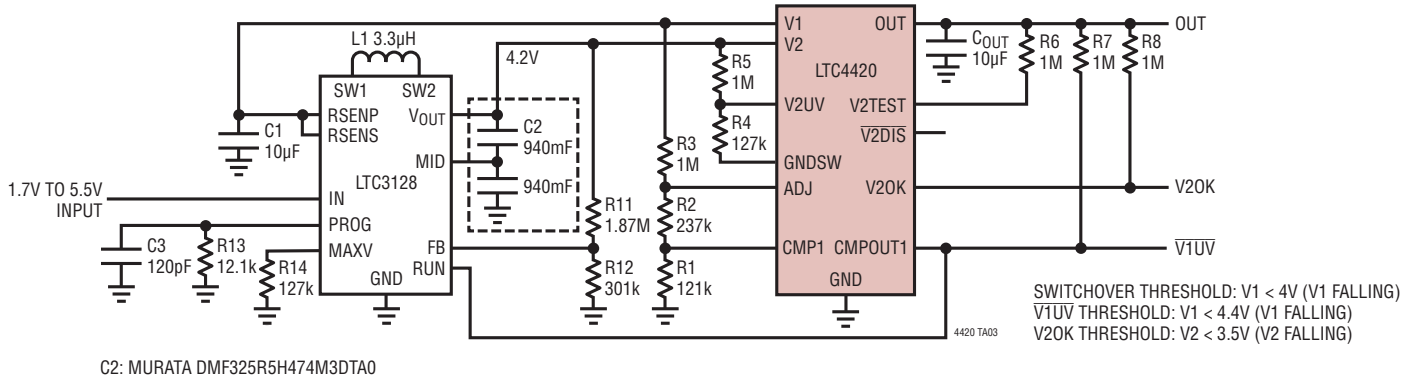 L1 3.3µH
4.2V
SW1
SW2
RSENP
RSENS
VOUT
MID
LTC3128
IN
PROG
MAXV
FB
RUN
GND
C1
10µF
1.7V TO 5.5V
INPUT
C3
120pF
R13
12.1k
R14
127k
C2
940mF
940mF
R11
1.87M
R12
301k
R3
1M
R2
237k
R1
121k
R5
1M
R4
127k
V1
V2
OUT
LTC4420
V2UV
V2TEST
V2DIS
GNDSW
ADJ
V2OK
CMP1
CMPOUT1
GND
COUT
10µF
R6
1M
R7
1M
R8
1M
OUT
V2OK
V1UV
4420 TA03
SWITCHOVER THRESHOLD: V1 < 4V (V1 FALLING)
V1UV THRESHOLD: V1 < 4.4V (V1 FALLING)
V2OK THRESHOLD: V2 < 3.5V (V2 FALLING)
C2: MURATA DMF325R5H474M3DTA0